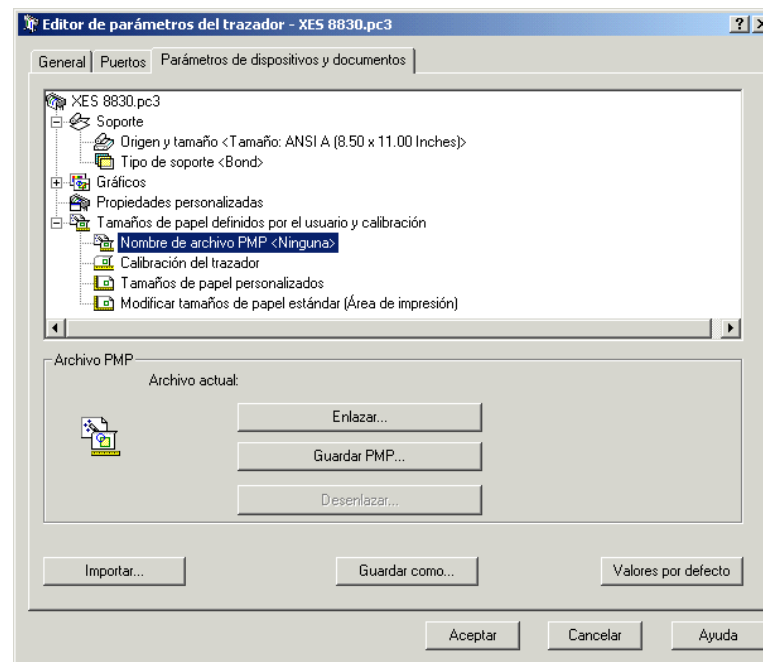 Editor de parámetros del trazador - XES 8830.pc3
General Puertos Parámetros de dispositivos y documentos
XES 8830.pc3
Soporte
Origen y tamaño <Tamaño: ANSI A (8.50 x 11.00 Inches)>
Tipo de soporte <Bond>
Gráficos
Propiedades personalizadas
Tamaños de papel definidos por el usuario y calibración
Nombre de archivo PMP <Ninguna>
Calibración del trazador
Tamaños de papel personalizados
Modificar tamaños de papel estándar (Área de impresión)
Archivo PMP
Archivo actual:
Enlazar...
Guardar PMP...
Desenlazar...
Importar... Guardar como... Valores por defecto
Aceptar Cancelar Ayuda